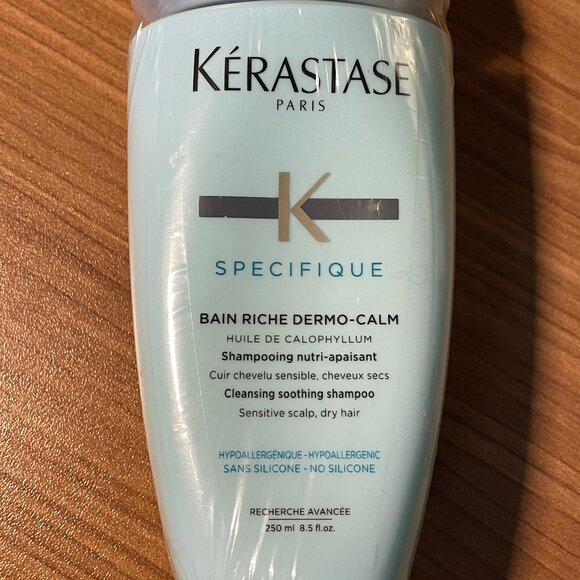 KÉRASTASE
PARIS
K
SPECIFIQUE
BAIN RICHE DERMO-CALM
HUILE DE CALOPHYLLUM
Shampooing nutri-apaisant
Cuir chevelu sensible, cheveux secs
Cleansing soothing shampoo
Sensitive scalp, dry hair
HYPOALLERGÉNIQUE - HYPOALLERGENIC
SANS SILICONE - NO SILICONE
RECHERCHE AVANCÉE
250 ml 8.5 fl.oz.